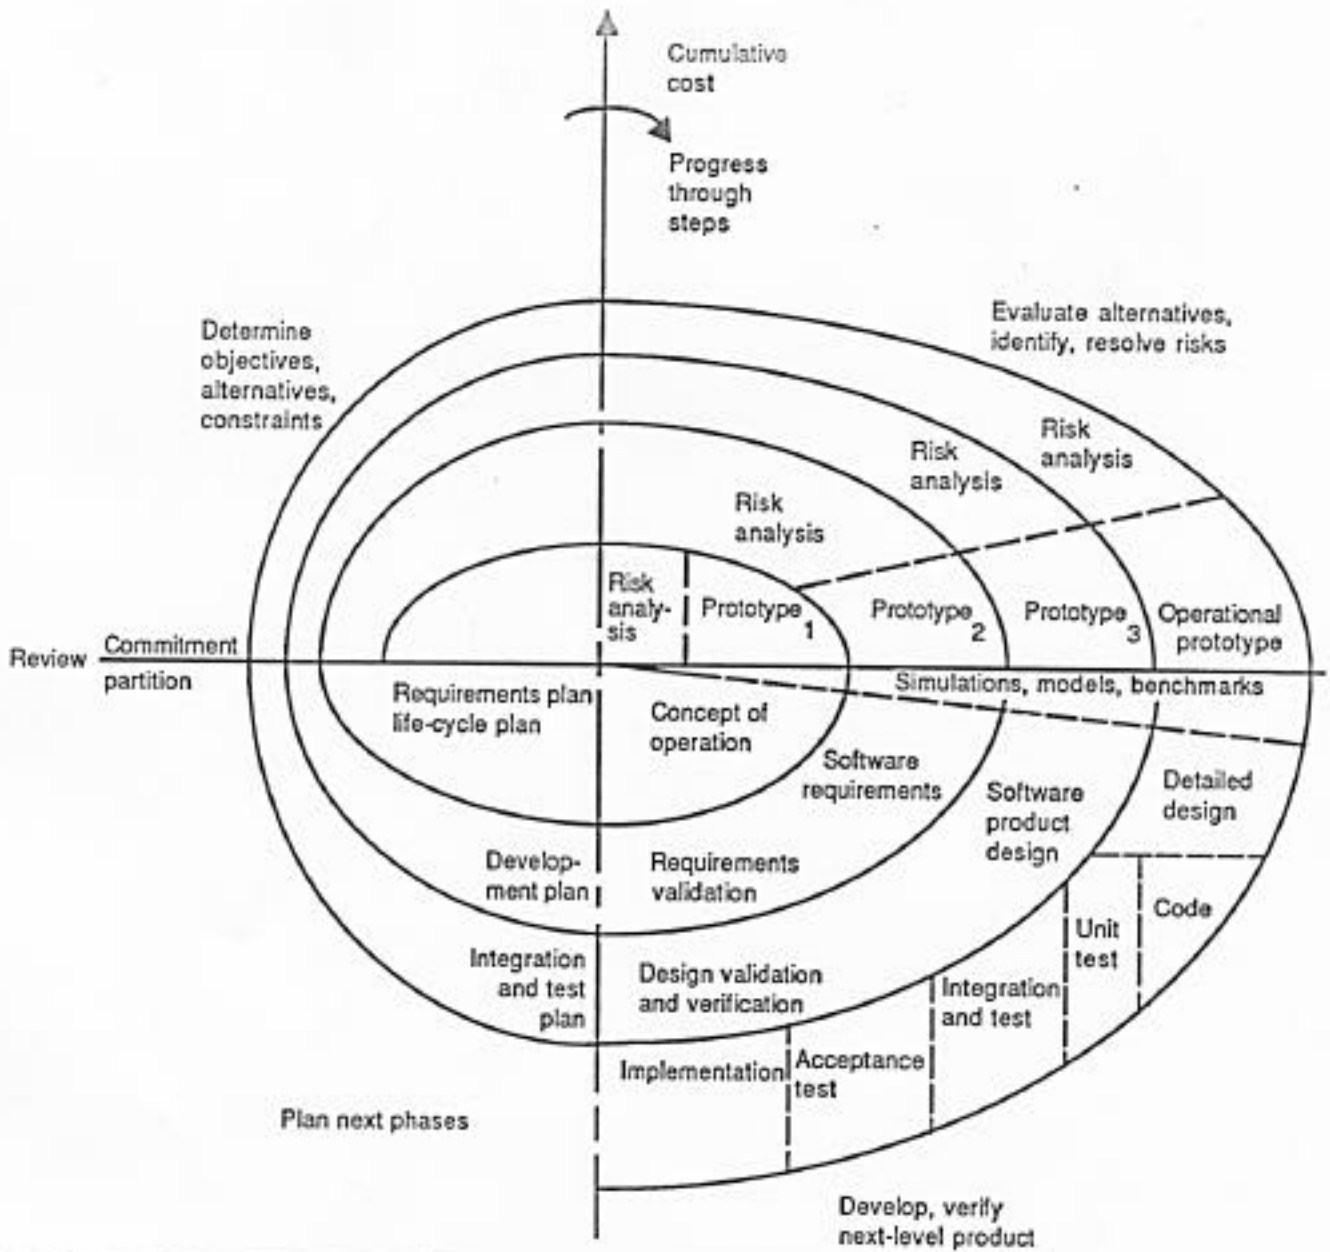 Cumulative
cost
Progress
through
steps
Determine
objectives,
alternatives,
constraints
Evaluate alternatives,
identify, resolve risks
Risk
analysis
Risk
analysis
Risk
analysis
Risk
analy-
sis
Prototype 1
Prototype 2
Prototype 3
Operational
prototype
Review
Commitment
partition
Simulations, models, benchmarks
Requirements plan
life-cycle plan
Concept of
operation
Software
requirements
Software
product
design
Detailed
design
Develop-
ment plan
Requirements
validation
Code
Unit
test
Integration
and test
plan
Design validation
and verification
Integration
and test
Acceptance
test
Implementation
Plan next phases
Develop, verify
next-level product